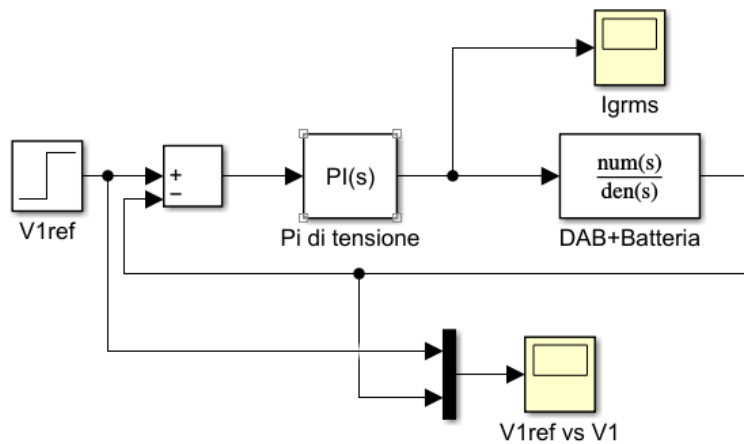 Igrms
+
−
PI(s)
num(s)
den(s)
V1ref
Pi di tensione
DAB+Batteria
V1ref vs V1